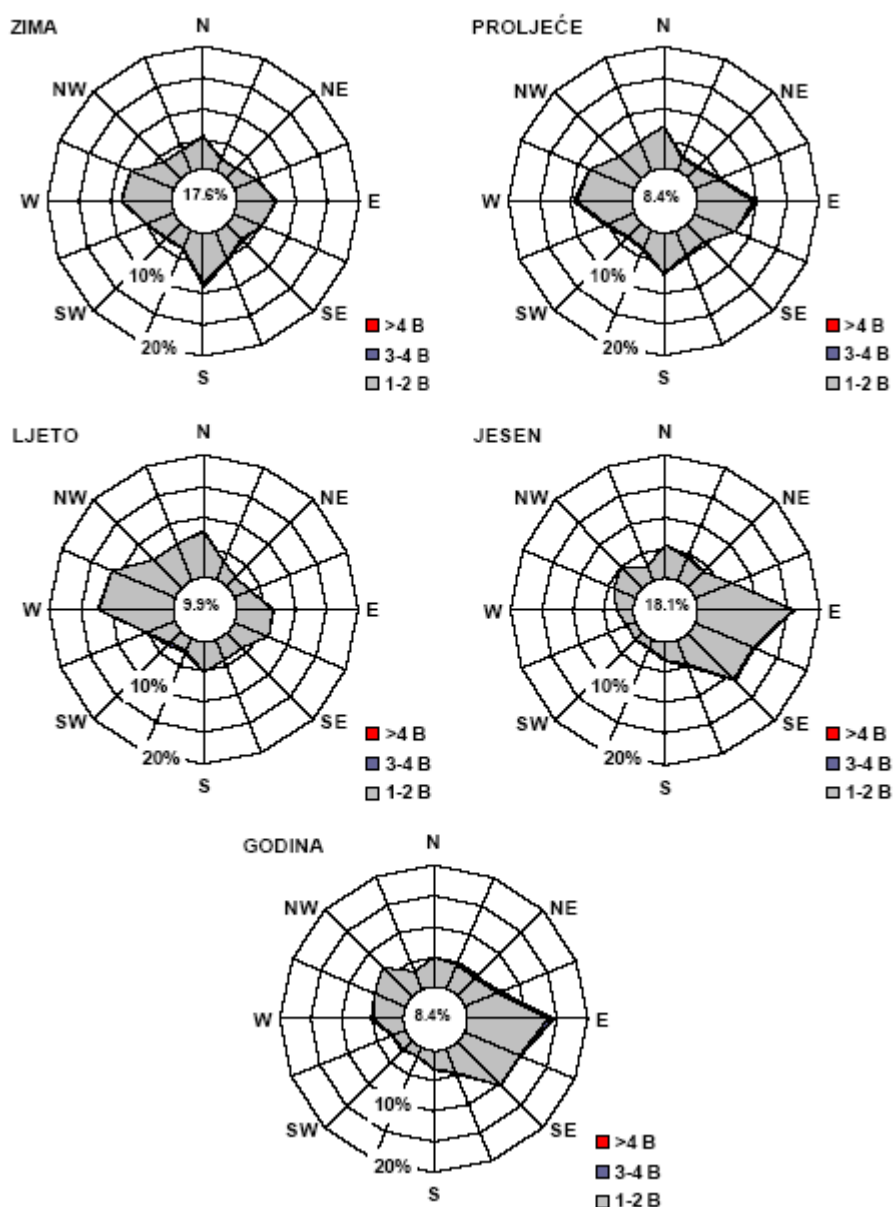 ZIMA
N
NW
NE
W
17.6%
E
10%
SW
SE
20%
S
>4 B
3-4 B
1-2 B
PROLJEĆE
N
NW
NE
W
8.4%
E
10%
SW
SE
20%
S
>4 B
3-4 B
1-2 B
LJETO
N
NW
NE
W
9.9%
E
10%
SW
SE
20%
S
>4 B
3-4 B
1-2 B
JESEN
N
NW
NE
W
18.1%
E
10%
SW
SE
20%
S
>4 B
3-4 B
1-2 B
GODINA
N
NW
NE
W
8.4%
E
10%
SW
SE
20%
S
>4 B
3-4 B
1-2 B